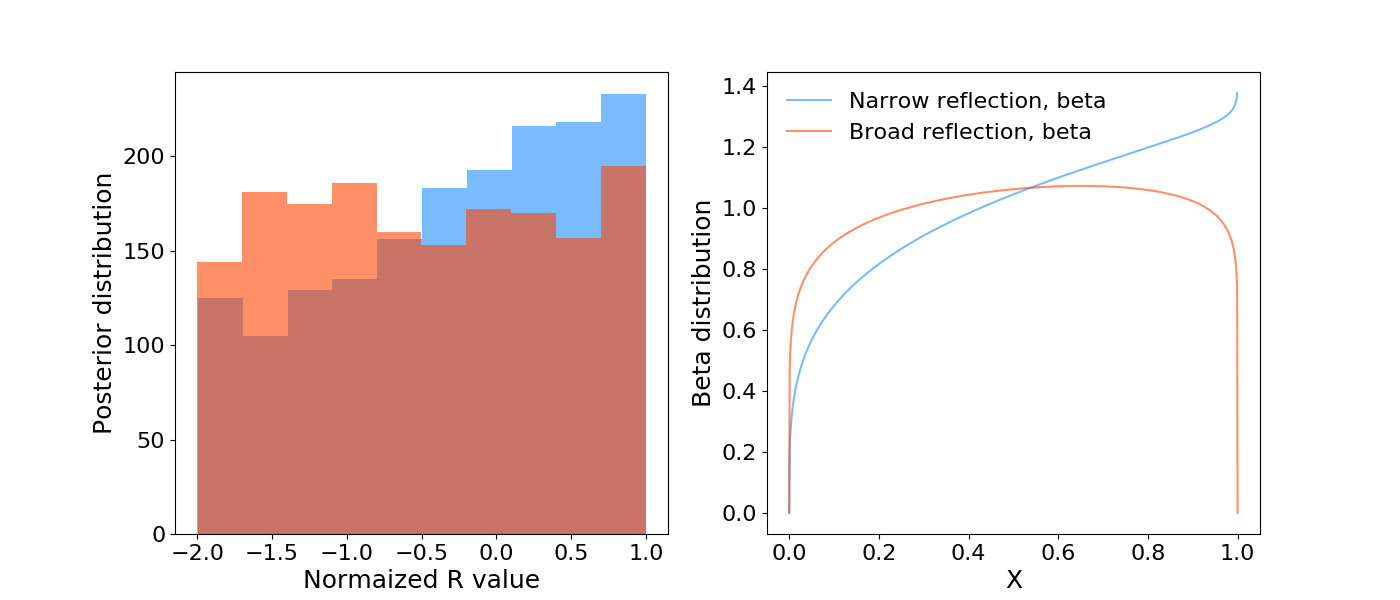 Posterior distribution
200
150
100
50
0
−2.0 −1.5 −1.0 −0.5 0.0 0.5 1.0
Normaized R value
Beta distribution
1.4
1.2
1.0
0.8
0.6
0.4
0.2
0.0
Narrow reflection, beta
Broad reflection, beta
0.0 0.2 0.4 0.6 0.8 1.0
X